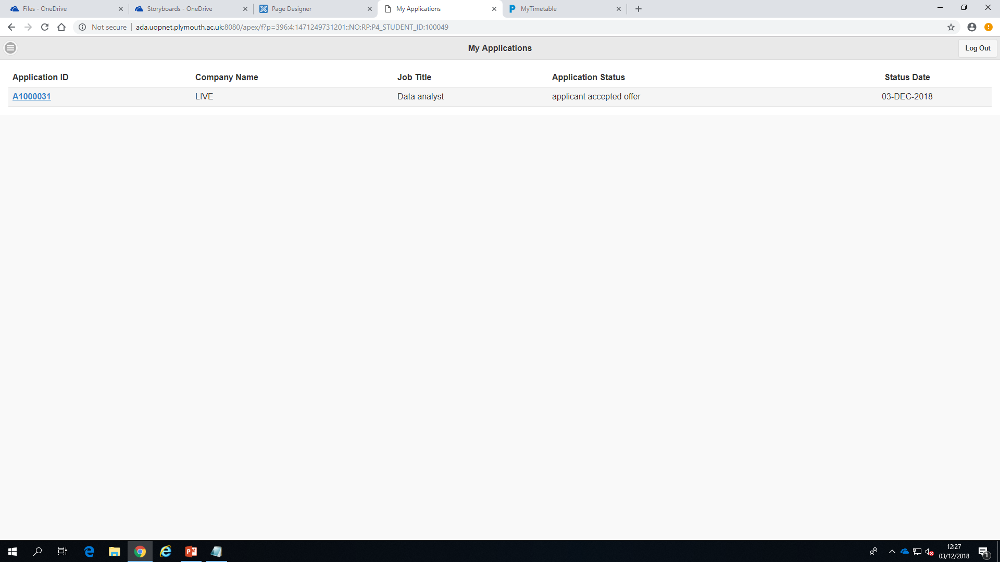 Files - OneDrive
Storyboards - OneDrive
Page Designer
My Applications
MyTimetable
Not secure
ada.uopnet.plymouth.ac.uk:8080/apex/f?p=396:4:1471249731201::NO:RP:P4_STUDENT_ID:100049
My Applications
Log Out
Application ID Company Name Job Title Application Status Status Date
A1000031 LIVE Data analyst applicant accepted offer 03-DEC-2018
12:27
03/12/2018
1